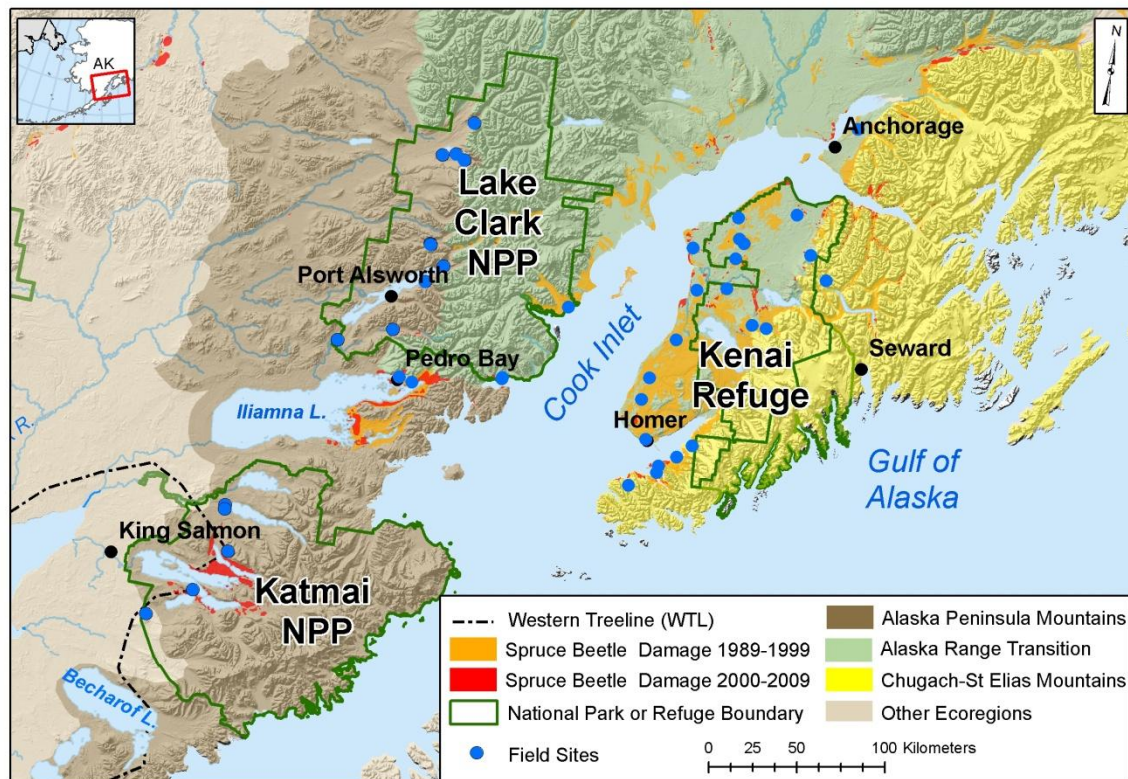 AK
N
Anchorage
Lake
Clark
NPP
Port Alsworth
Cook Inlet
Pedro Bay
Kenai
Refuge
Seward
Iliamna L.
Homer
R.
Gulf of
Alaska
King Salmon
Katmai
NPP
Becharof L.
Western Treeline (WTL)
Spruce Beetle Damage 1989-1999
Spruce Beetle Damage 2000-2009
National Park or Refuge Boundary
Field Sites
Alaska Peninsula Mountains
Alaska Range Transition
Chugach-St Elias Mountains
Other Ecoregions
0 25 50 100 Kilometers